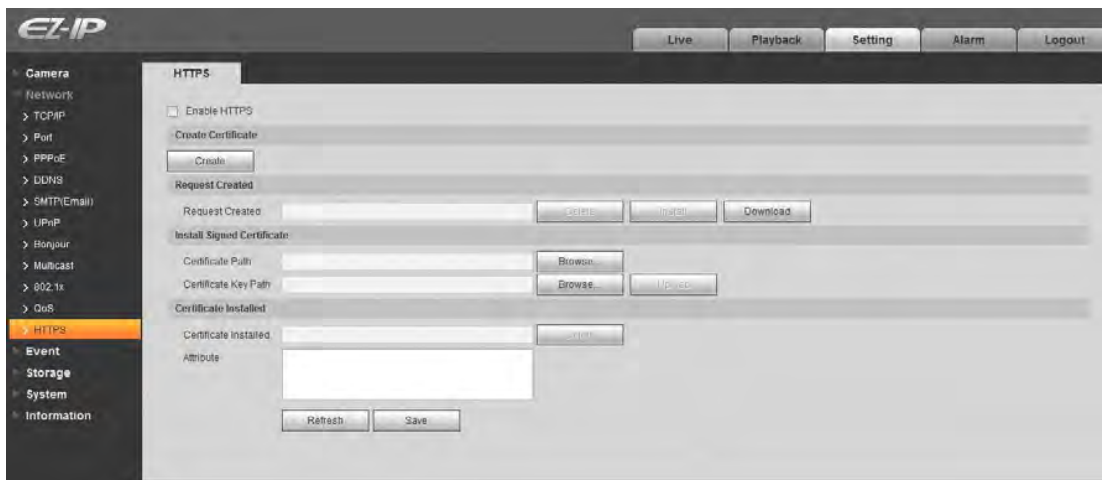 EZ-IP
Live Playback Setting Alarm Logout
Camera
Network
> TCP/IP
> Port
> PPPoE
> DDNS
> SMTP(Email)
> UPnP
> Bonjour
> Multicast
> 802.1x
> QoS
> HTTPS
Event
Storage
System
Information
HTTPS
Enable HTTPS
Create Certificate
Create
Request Created
Request Created Delete Install Download
Install Signed Certificate
Certificate Path Browse...
Certificate Key Path Browse... Upload
Certificate Installed
Certificate Installed Delete
Attribute
Refresh Save